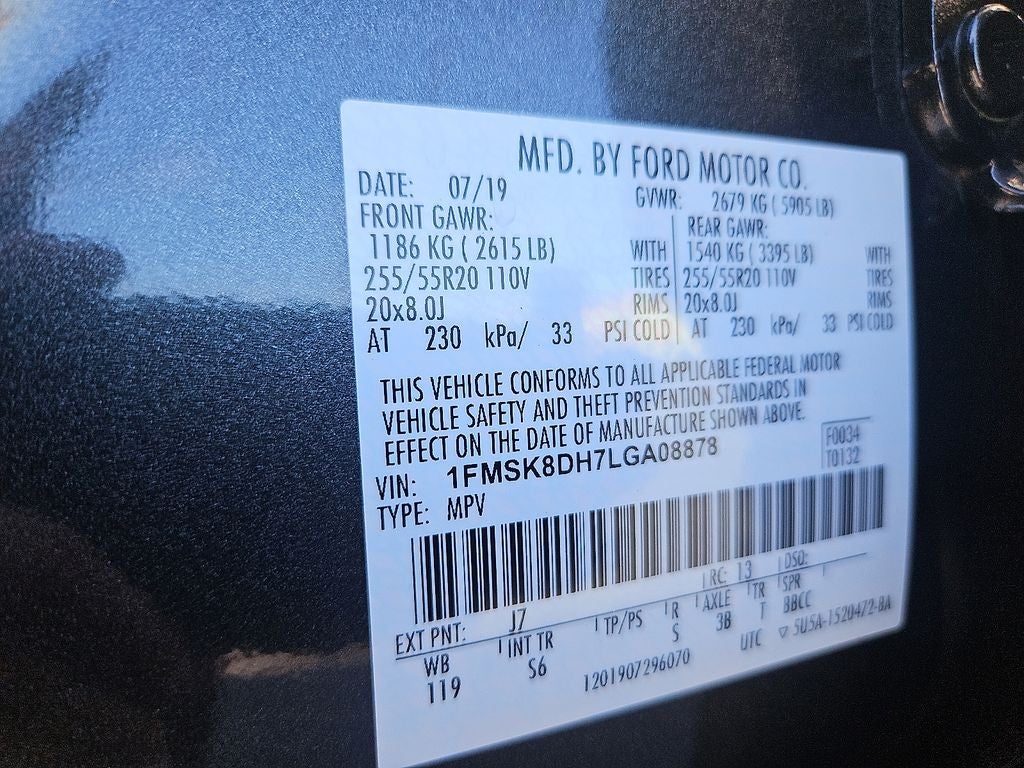 MFD. BY FORD MOTOR CO.
DATE: 07/19 GVWR: 2679 KG ( 5905 LB)
FRONT GAWR: REAR GAWR:
1186 KG ( 2615 LB) WITH 1540 KG ( 3395 LB) WITH
255/55R20 110V TIRES 255/55R20 110V TIRES
20x8.0J RIMS 20x8.0J RIMS
AT 230 kPa/ 33 PSI COLD AT 230 kPa/ 33 PSI COLD
THIS VEHICLE CONFORMS TO ALL APPLICABLE FEDERAL MOTOR
VEHICLE SAFETY AND THEFT PREVENTION STANDARDS IN
EFFECT ON THE DATE OF MANUFACTURE SHOWN ABOVE.
VIN: 1FMSK8DH7LGA08878 F0034
TYPE: MPV T0132
EXT PNT: J7 RC: 13 DSO:
WB INT TR TP/PS R AXLE TR SPR
119 S6 S 3B T BBCC
1201907296070 UTC ▽ 5U5A-1520472-BA